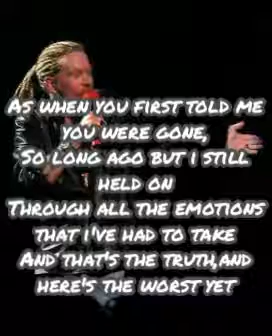 As when you first told me
you were gone,
So long ago but i still
held on
Through all the emotions
that i've had to take
And that's the truth,and
here's the worst yet